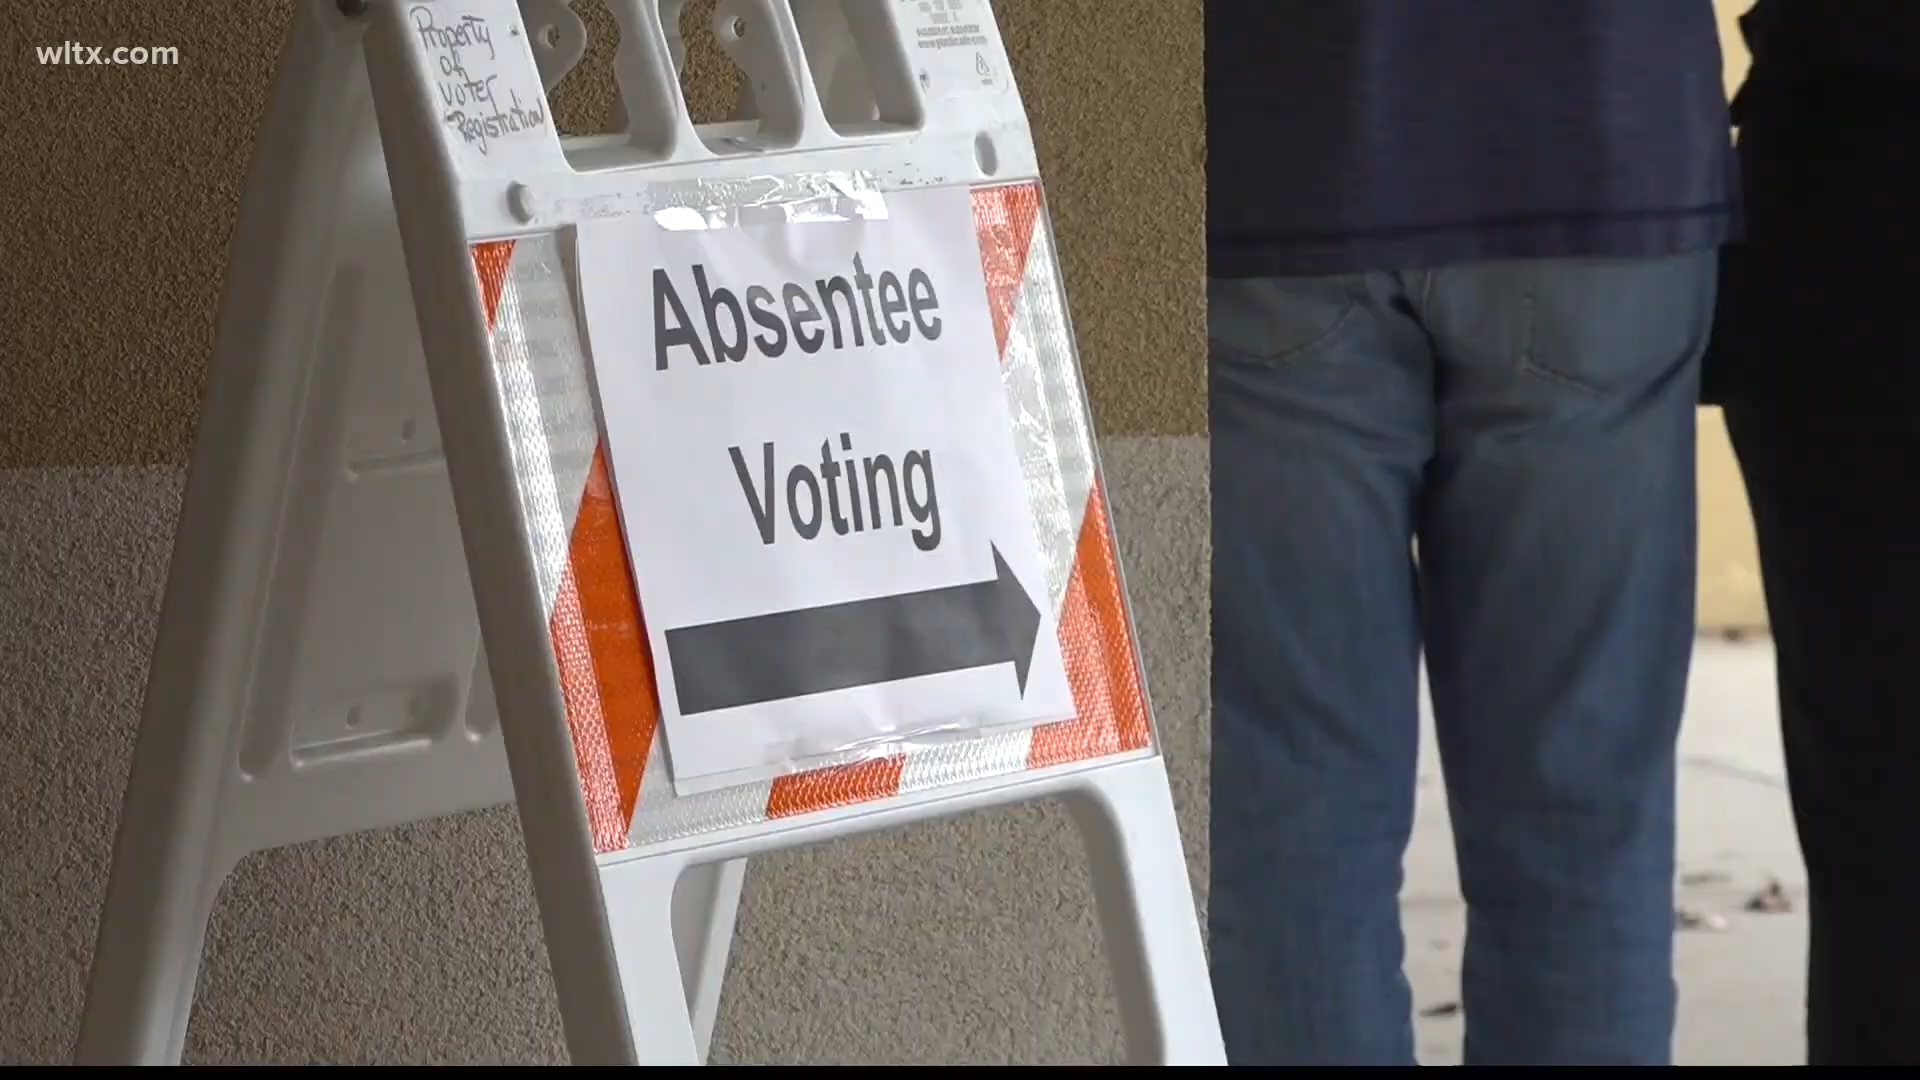 wltx.com
Property
of
voter
Registration
Absentee
Voting